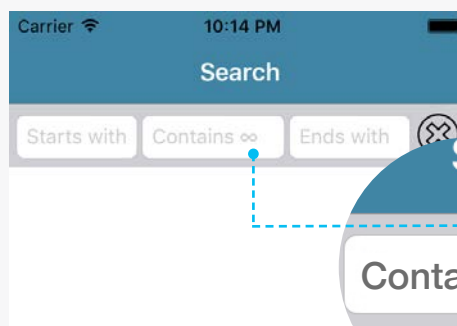 Carrier 10:14 PM
Search
Starts with Contains ∞ Ends with
S
Conta